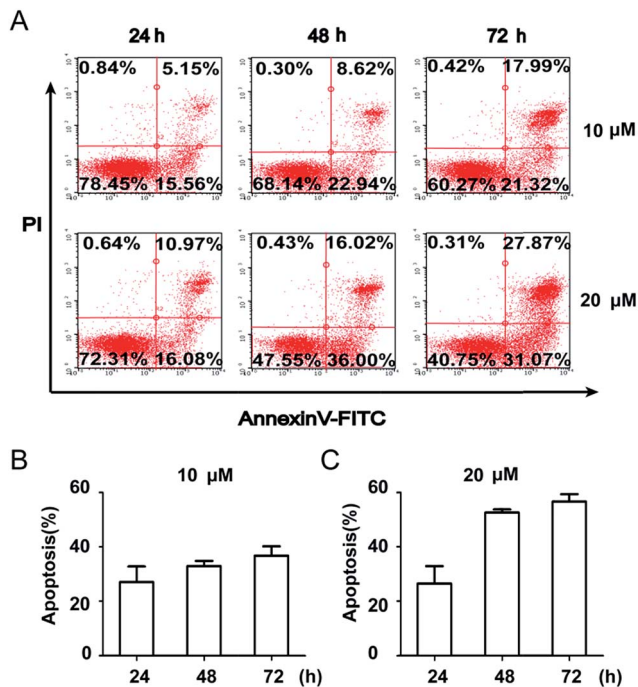 A
24 h 48 h 72 h
0.84% 5.15% 0.30% 8.62% 0.42% 17.99%
10 μM
78.45% 15.56% 68.14% 22.94% 60.27% 21.32%
PI
0.64% 10.97% 0.43% 16.02% 0.31% 27.87%
20 μM
72.31% 16.08% 47.55% 36.00% 40.75% 31.07%
AnnexinV-FITC
B
10 μM
Apoptosis(%)
60
40
20
0
24 48 72 (h)
C
20 μM
Apoptosis(%)
60
40
20
0
24 48 72 (h)